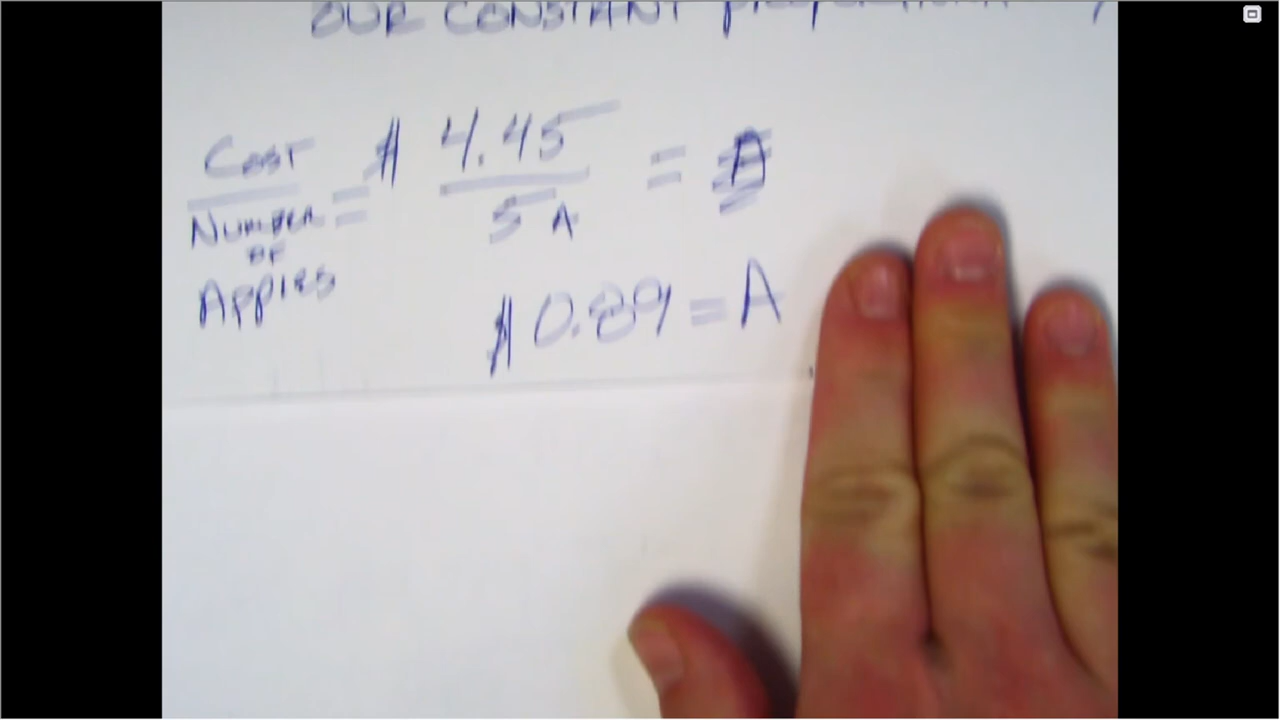 OUR CONSTANT
Cost / Number of Apples = $ 4.45 / 5 A = A
$ 0.89 = A